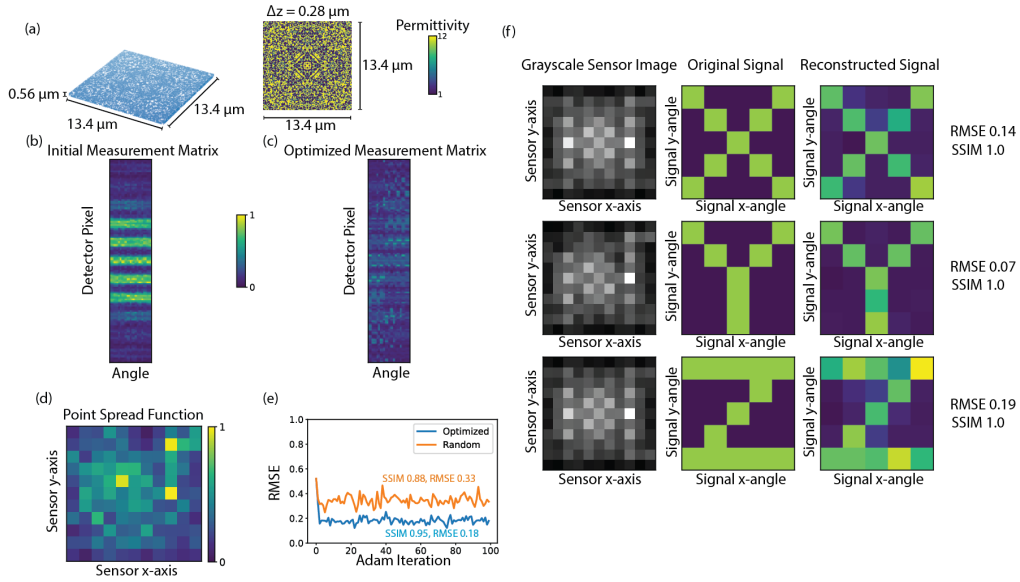 (a)
0.56 μm
13.4 μm
13.4 μm
Δz = 0.28 μm
13.4 μm
13.4 μm
Permittivity
12
1
(b)
Initial Measurement Matrix
Detector Pixel
Angle
1
0
(c)
Optimized Measurement Matrix
Detector Pixel
Angle
(d)
Point Spread Function
Sensor y-axis
Sensor x-axis
1
0
(e)
1.0
0.8
0.6
0.4
0.2
0.0
RMSE
Optimized
Random
SSIM 0.88, RMSE 0.33
SSIM 0.95, RMSE 0.18
0
20
40
60
80
100
Adam Iteration
(f)
Grayscale Sensor Image
Original Signal
Reconstructed Signal
Sensor y-axis
Sensor x-axis
Signal y-angle
Signal x-angle
Signal x-angle
RMSE 0.14
SSIM 1.0
Sensor y-axis
Sensor x-axis
Signal y-angle
Signal x-angle
Signal x-angle
RMSE 0.07
SSIM 1.0
Sensor y-axis
Sensor x-axis
Signal y-angle
Signal x-angle
Signal x-angle
RMSE 0.19
SSIM 1.0